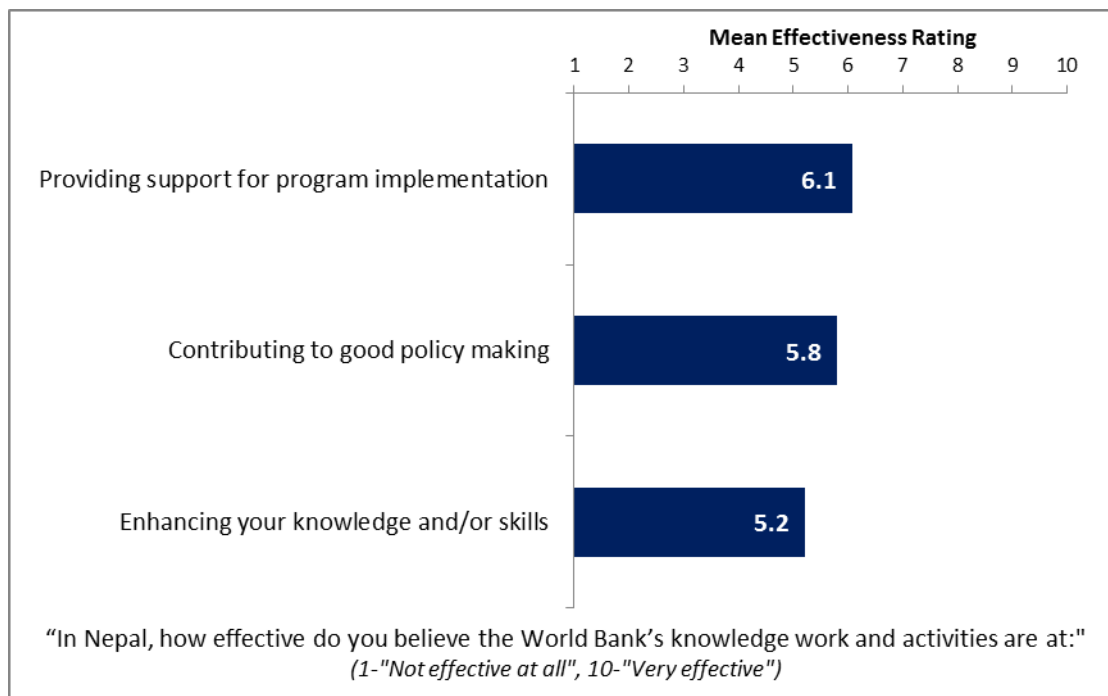 Mean Effectiveness Rating
1 2 3 4 5 6 7 8 9 10
Providing support for program implementation 6.1
Contributing to good policy making 5.8
Enhancing your knowledge and/or skills 5.2
“In Nepal, how effective do you believe the World Bank’s knowledge work and activities are at:"
(1-"Not effective at all", 10-"Very effective")